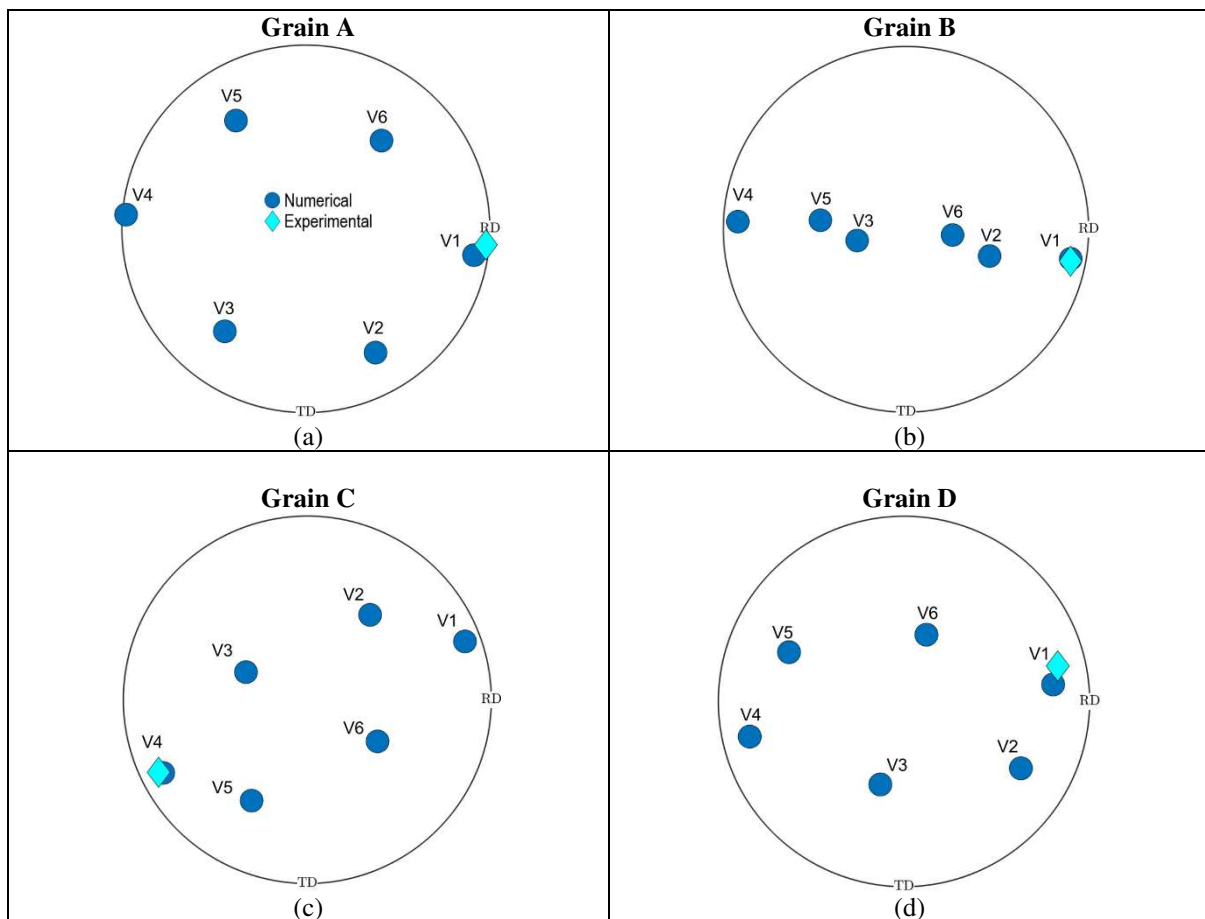 Grain A
V5
V6
V4
Numerical
Experimental
RD
V1
V3
V2
TD
(a)
Grain B
V4
V5
V3
V6
V2
V1
RD
TD
(b)
Grain C
V2
V1
V3
RD
V4
V6
V5
TD
(c)
Grain D
V6
V5
V1
RD
V4
V2
V3
TD
(d)